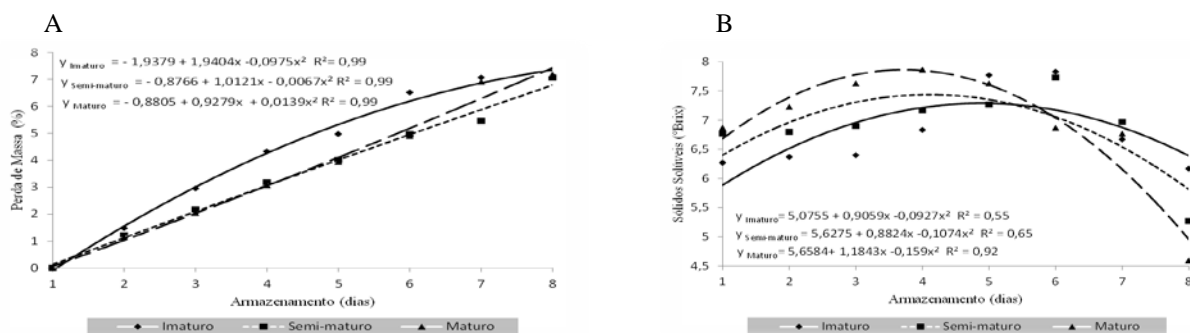 A
y Imaturo = - 1,9379 + 1,9404x -0,0975x² R²= 0,99
y Semi-maturo = - 0,8766 + 1,0121x - 0,0067x² R²= 0,99
y Maturo = - 0,8805 + 0,9279x + 0,0139x² R²= 0,99
Perda de Massa (%)
8
7
6
5
4
3
2
1
0
1 2 3 4 5 6 7 8
Armazenamento (dias)
Imaturo Semi-maturo Maturo
B
Sólidos Solúveis (°Brix)
8
7,5
7
6,5
6
5,5
5
4,5
y Imaturo = 5,0755 + 0,9059x -0,0927x² R² = 0,55
y Semi-maturo = 5,6275 + 0,8824x -0,1074x² R² = 0,65
y Maturo = 5,6584+ 1,1843x -0,159x² R² = 0,92
1 2 3 4 5 6 7 8
Armazenamento (dias)
Imaturo Semi-maturo Maturo